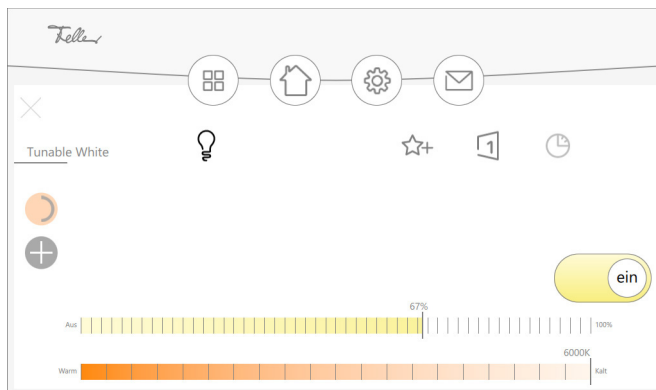 Feller
1
Tunable White
ein
67%
Aus 100%
6000K
Warm Kalt